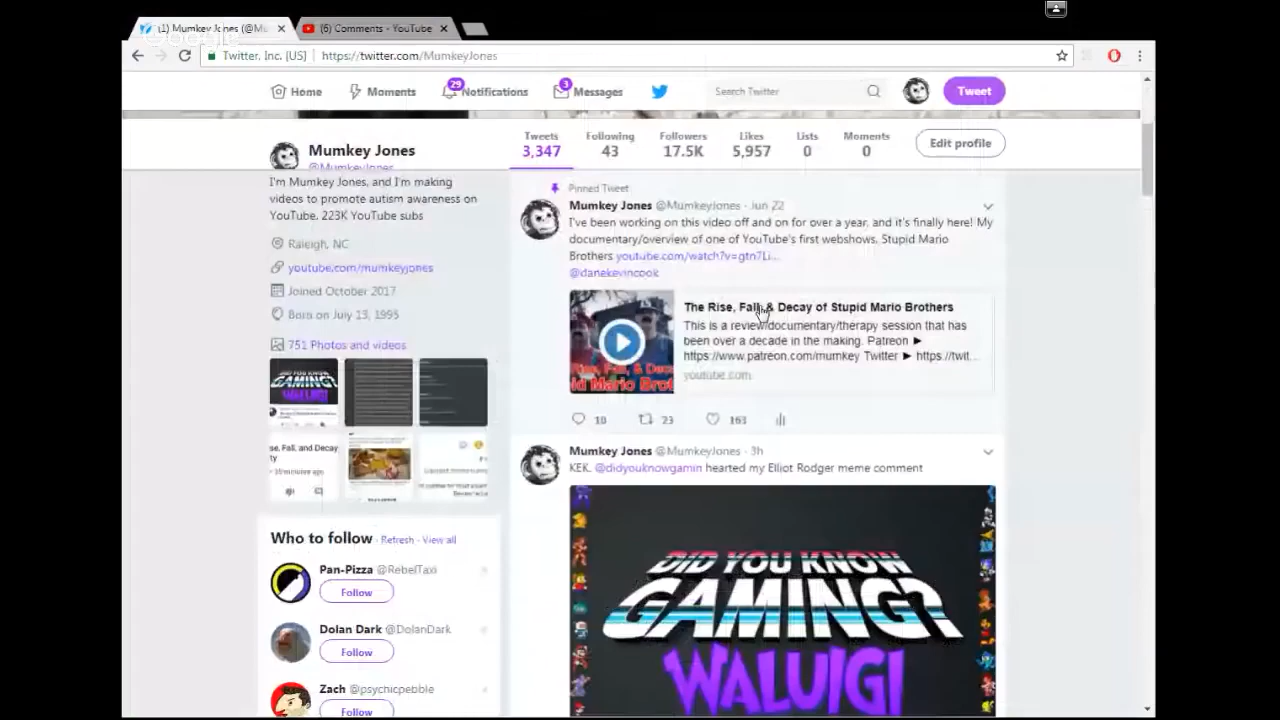 (1) Mumkey Jones (@Mu
(6) Comments - YouTube
Google
Twitter, Inc. [US]
https://twitter.com/MumkeyJones
Home
Moments
29
Notifications
3
Messages
Search Twitter
Tweet
Mumkey Jones
@MumkeyJones
Tweets
3,347
Following
43
Followers
17.5K
Likes
5,957
Lists
0
Moments
0
Edit profile
I'm Mumkey Jones, and I'm making
videos to promote autism awareness on
YouTube. 223K YouTube subs
Raleigh, NC
youtube.com/mumkeyjones
Joined October 2017
Born on July 13, 1995
751 Photos and videos
DID YOU KNOW
GAMING?
WALUIGI
se, Fall, and Decay
Who to follow · Refresh · View all
Pan-Pizza @RebelTaxi
Follow
Dolan Dark @DolanDark
Follow
Zach @psychicpebble
Follow
Pinned Tweet
Mumkey Jones @MumkeyJones · Jun 22
I've been working on this video off and on for over a year, and it's finally here! My
documentary/overview of one of YouTube's first webshows, Stupid Mario
Brothers youtube.com/watch?v=gtn7Li...
@danekevincook
The Rise, Fall, & Decay of Stupid Mario Brothers
This is a review/documentary/therapy session that has
been over a decade in the making. Patreon ►
https://www.patreon.com/mumkey Twitter ► https://twit...
youtube.com
10
23
163
Mumkey Jones @MumkeyJones · 3h
KEK. @didyouknowgamin hearted my Elliot Rodger meme comment
DID YOU KNOW
GAMING?
WALUIGI